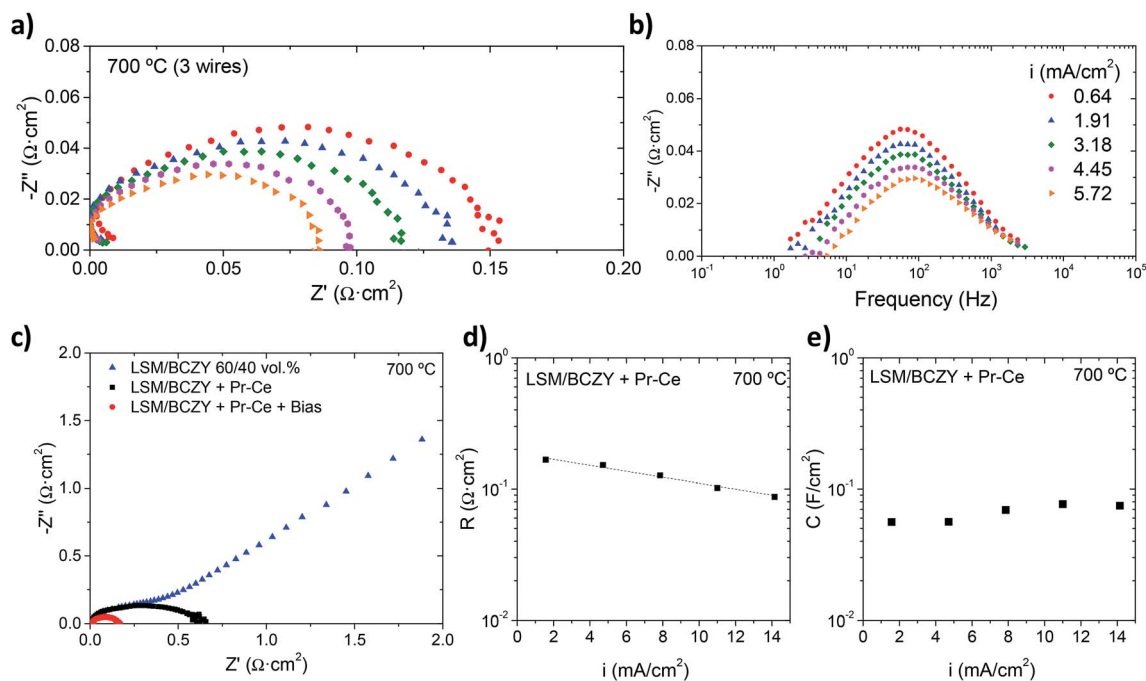 a)
0.08
0.06
0.04
0.02
0.00
-Z'' (Ω·cm²)
700 ºC (3 wires)
0.00 0.05 0.10 0.15 0.20
Z' (Ω·cm²)
b)
0.08
0.06
0.04
0.02
0.00
-Z'' (Ω·cm²)
i (mA/cm²)
0.64
1.91
3.18
4.45
5.72
10⁻¹ 10⁰ 10¹ 10² 10³ 10⁴ 10⁵
Frequency (Hz)
c)
2.0
1.5
1.0
0.5
0.0
-Z'' (Ω·cm²)
LSM/BCZY 60/40 vol.% 700 ºC
LSM/BCZY + Pr-Ce
LSM/BCZY + Pr-Ce + Bias
0.0 0.5 1.0 1.5 2.0
Z' (Ω·cm²)
d)
10⁰
10⁻¹
10⁻²
R (Ω·cm²)
LSM/BCZY + Pr-Ce 700 ºC
0 2 4 6 8 10 12 14
i (mA/cm²)
e)
10⁰
10⁻¹
10⁻²
C (F/cm²)
LSM/BCZY + Pr-Ce 700 ºC
0 2 4 6 8 10 12 14
i (mA/cm²)